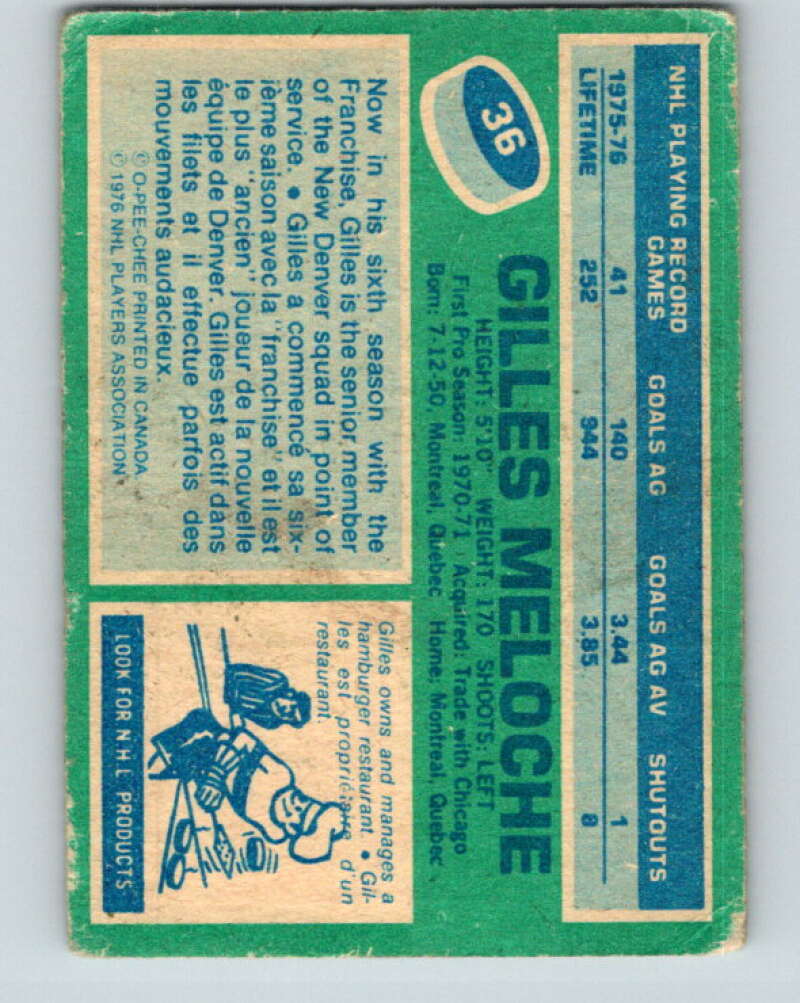 NHL PLAYING RECORD
GAMES GOALS AG GOALS AG AV SHUTOUTS
1975-76 41 140 3.44 1
LIFETIME 252 944 3.85 8
36
GILLES MELOCHE
HEIGHT: 5'10" WEIGHT: 170 SHOOTS: LEFT
First Pro Season: 1970-71 Acquired: Trade with Chicago
Born: 7-12-50, Montreal, Quebec Home: Montreal, Quebec
Now in his sixth season with the
Franchise, Gilles is the senior member
of the New Denver squad in point of
service. • Gilles a commencé sa six-
ième saison avec la "franchise" et il est
le plus "ancien" joueur de la nouvelle
équipe de Denver. Gilles est actif dans
les filets et il effectue parfois des
mouvements audacieux.
© O-PEE-CHEE PRINTED IN CANADA
© 1976 NHL PLAYERS ASSOCIATION
Gilles owns and manages a
hamburger restaurant. • Gil-
les est propriétaire d'un
restaurant.
LOOK FOR N.H.L. PRODUCTS